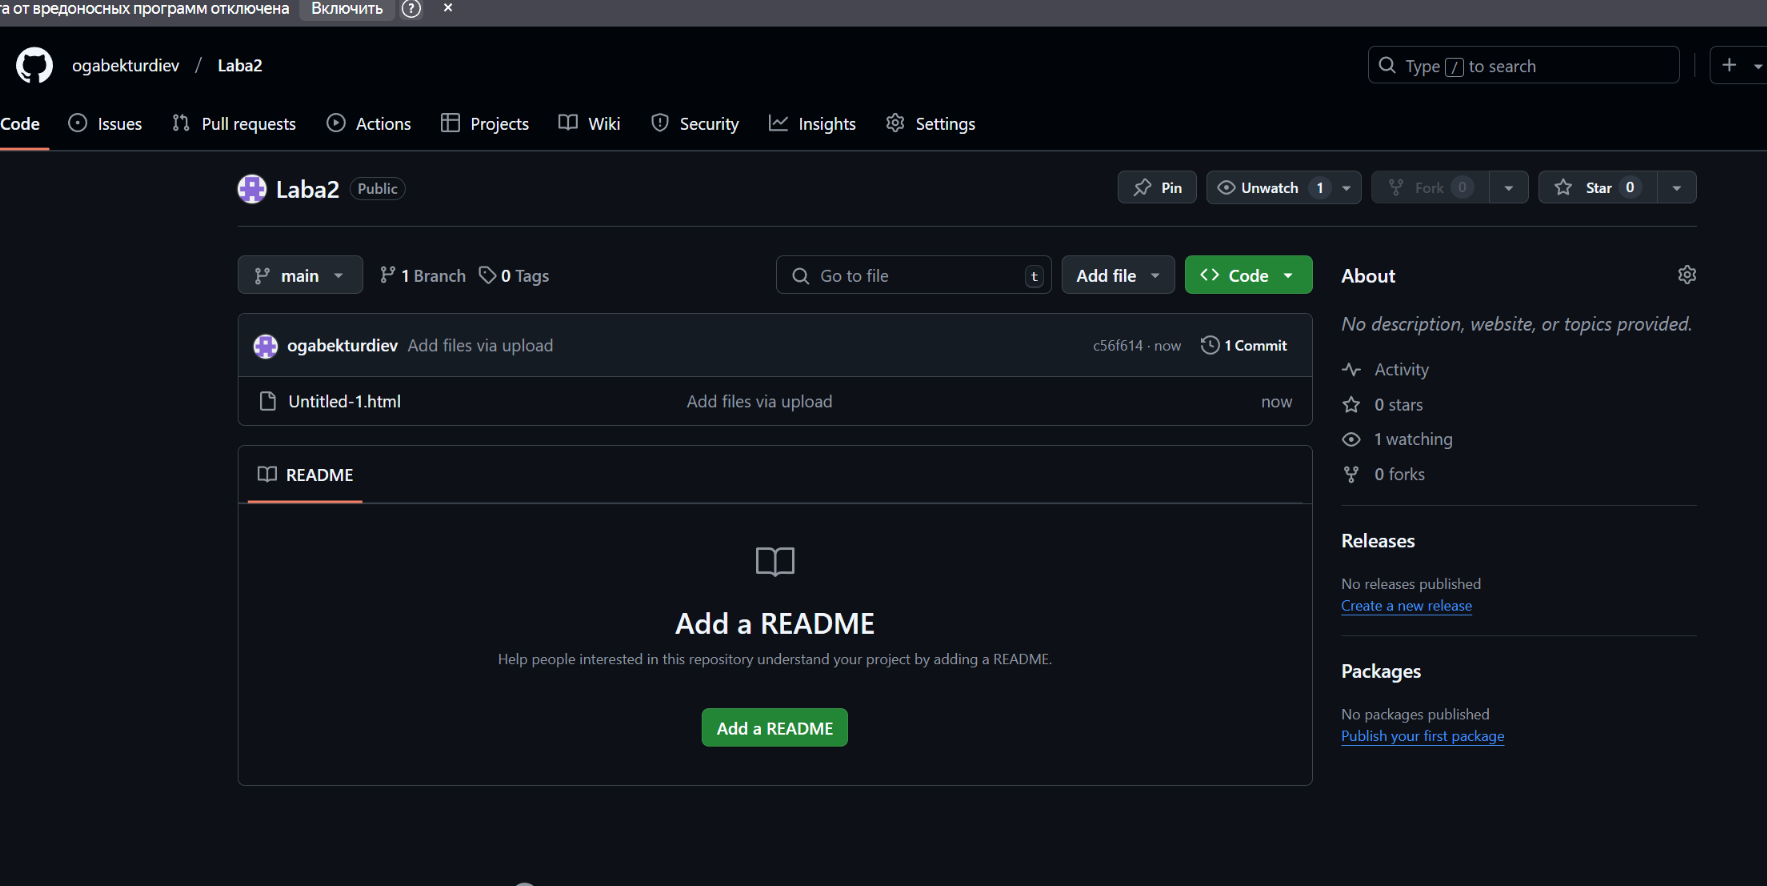 та от вредоносных программ отключена Включить ? ×
ogabekturdiev / Laba2
Type / to search
Code Issues Pull requests Actions Projects Wiki Security Insights Settings
Laba2 Public
Pin Unwatch 1 Fork 0 Star 0
main 1 Branch 0 Tags
Go to file t
Add file
Code
ogabekturdiev Add files via upload c56f614 · now 1 Commit
Untitled-1.html Add files via upload now
README
Add a README
Help people interested in this repository understand your project by adding a README.
Add a README
About
No description, website, or topics provided.
Activity
0 stars
1 watching
0 forks
Releases
No releases published
Create a new release
Packages
No packages published
Publish your first package